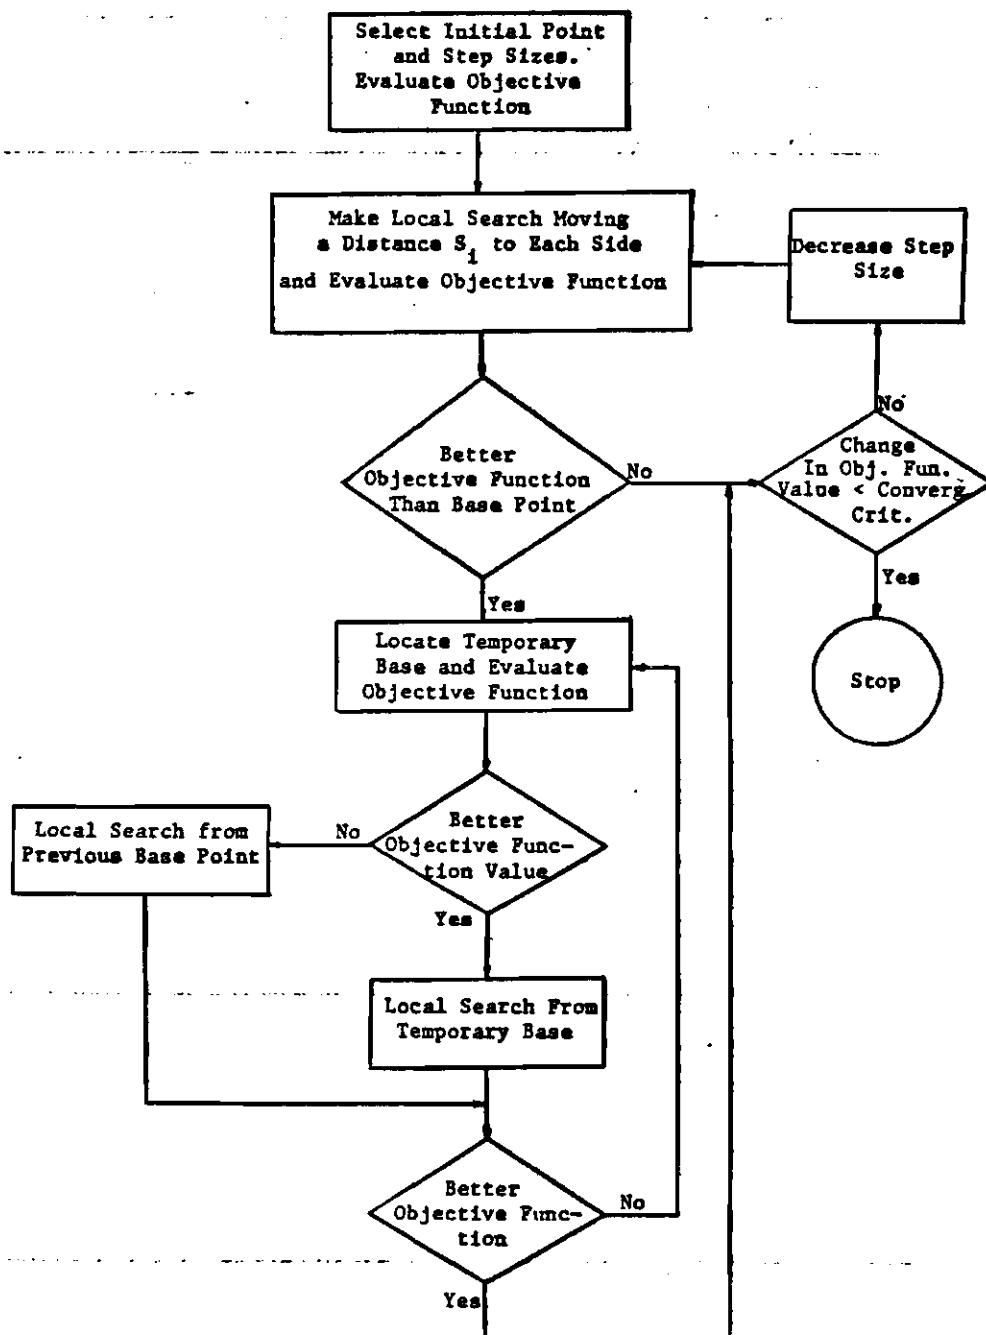 Select Initial Point
and Step Sizes.
Evaluate Objective
Function
Make Local Search Moving
a Distance S_i to Each Side
and Evaluate Objective Function
Decrease Step
Size
No
Change
In Obj. Fun.
Value < Converg.
Crit.
Better
Objective Function
Than Base Point
No
Yes
Stop
Yes
Locate Temporary
Base and Evaluate
Objective Function
Better
Objective Func-
tion Value
No
Local Search from
Previous Base Point
Yes
Local Search From
Temporary Base
Better
Objective Func-
tion
No
Yes